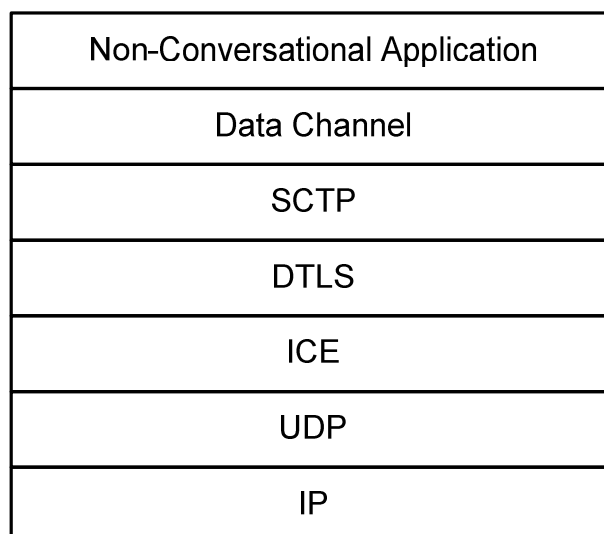 Non-Conversational Application
Data Channel
SCTP
DTLS
ICE
UDP
IP